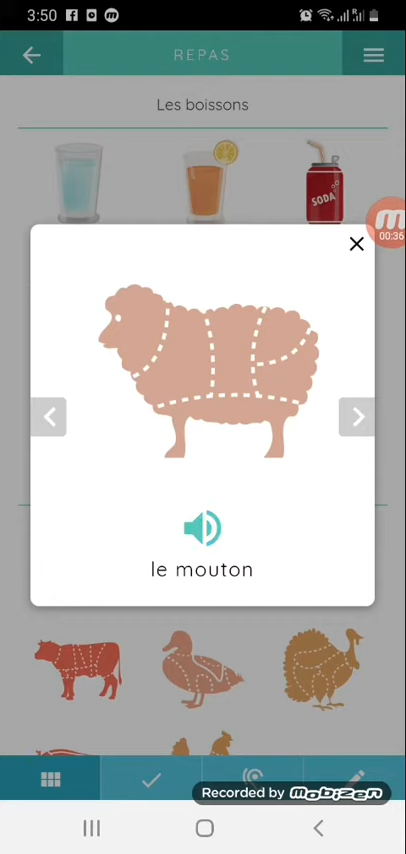 3:50
REPAS
Les boissons
SODA
00:36
le mouton
Recorded by mobizen